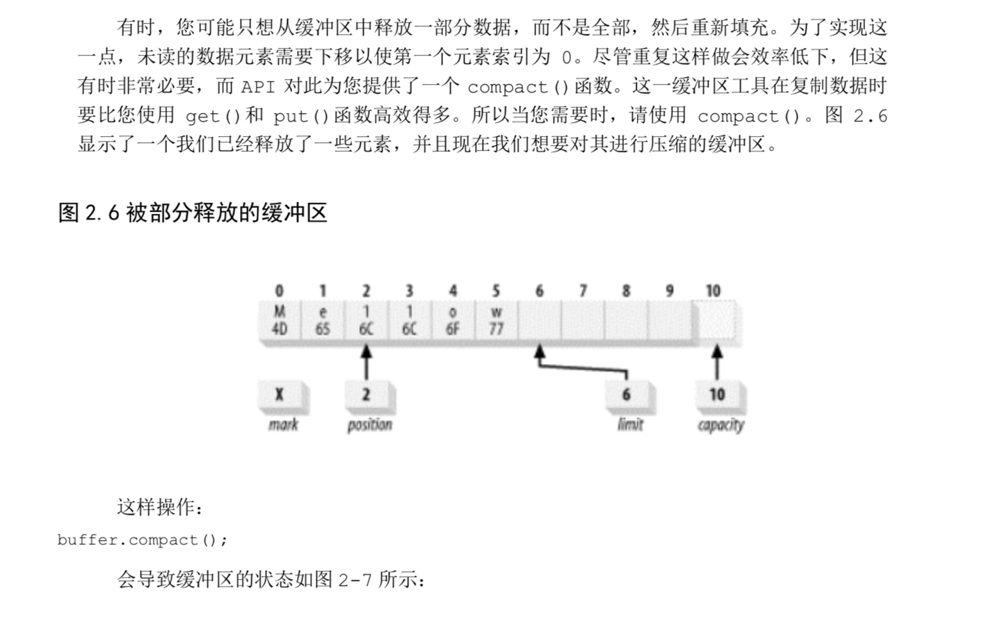 有时，您可能只想从缓冲区中释放一部分数据，而不是全部，然后重新填充。为了实现这
一点，未读的数据元素需要下移以使第一个元素索引为 0。尽管重复这样做会效率低下，但这
有时非常必要，而 API 对此为您提供了一个 compact()函数。这一缓冲区工具在复制数据时
要比您使用 get()和 put()函数高效得多。所以当您需要时，请使用 compact()。图 2.6
显示了一个我们已经释放了一些元素，并且现在我们想要对其进行压缩的缓冲区。
图 2.6 被部分释放的缓冲区
0 1 2 3 4 5 6 7 8 9 10
M e l l o w
4D 65 6C 6C 6F 77
X 2 6 10
mark position limit capacity
这样操作：
buffer.compact();
会导致缓冲区的状态如图 2-7 所示：